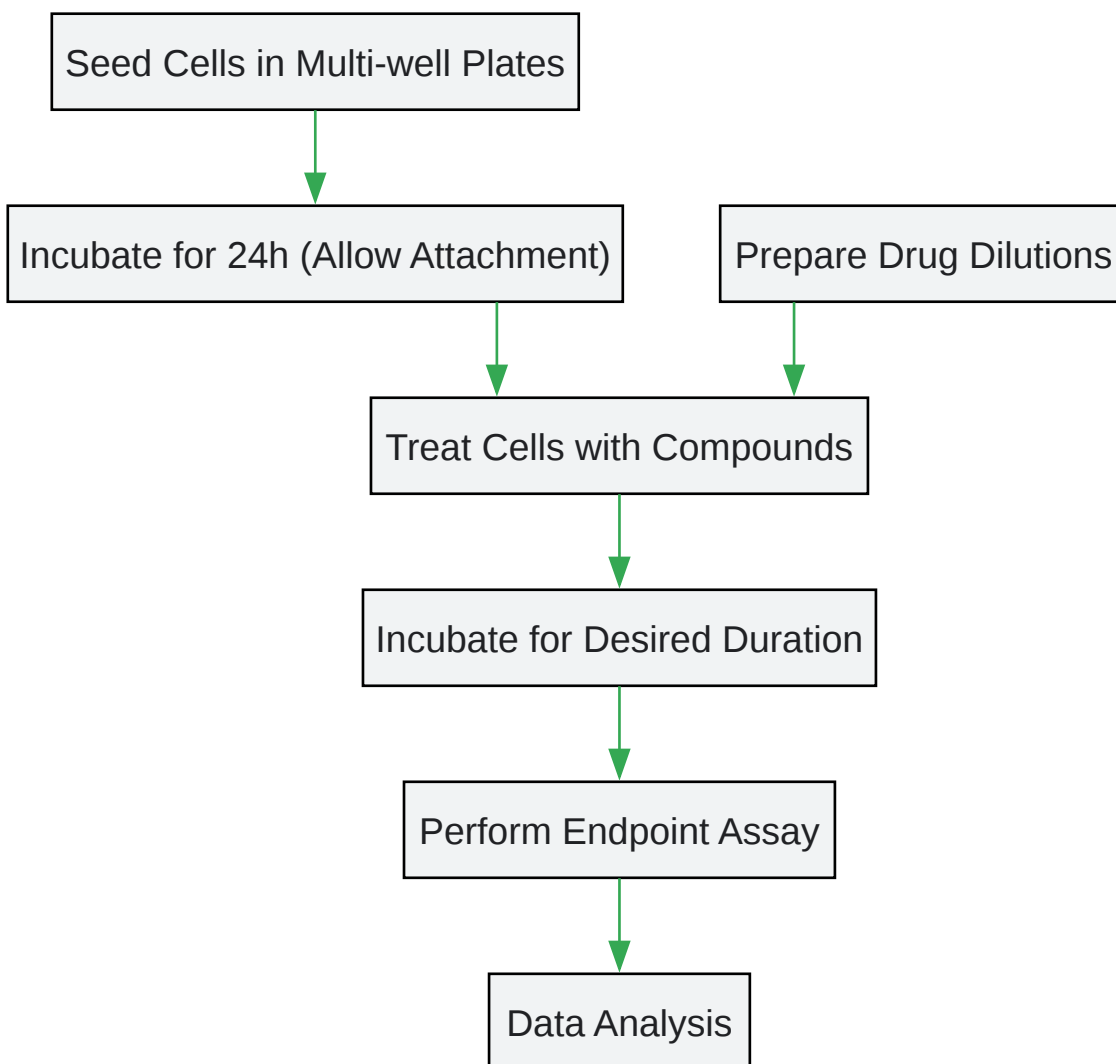 Seed Cells in Multi-well Plates
Incubate for 24h (Allow Attachment)
Prepare Drug Dilutions
Treat Cells with Compounds
Incubate for Desired Duration
Perform Endpoint Assay
Data Analysis